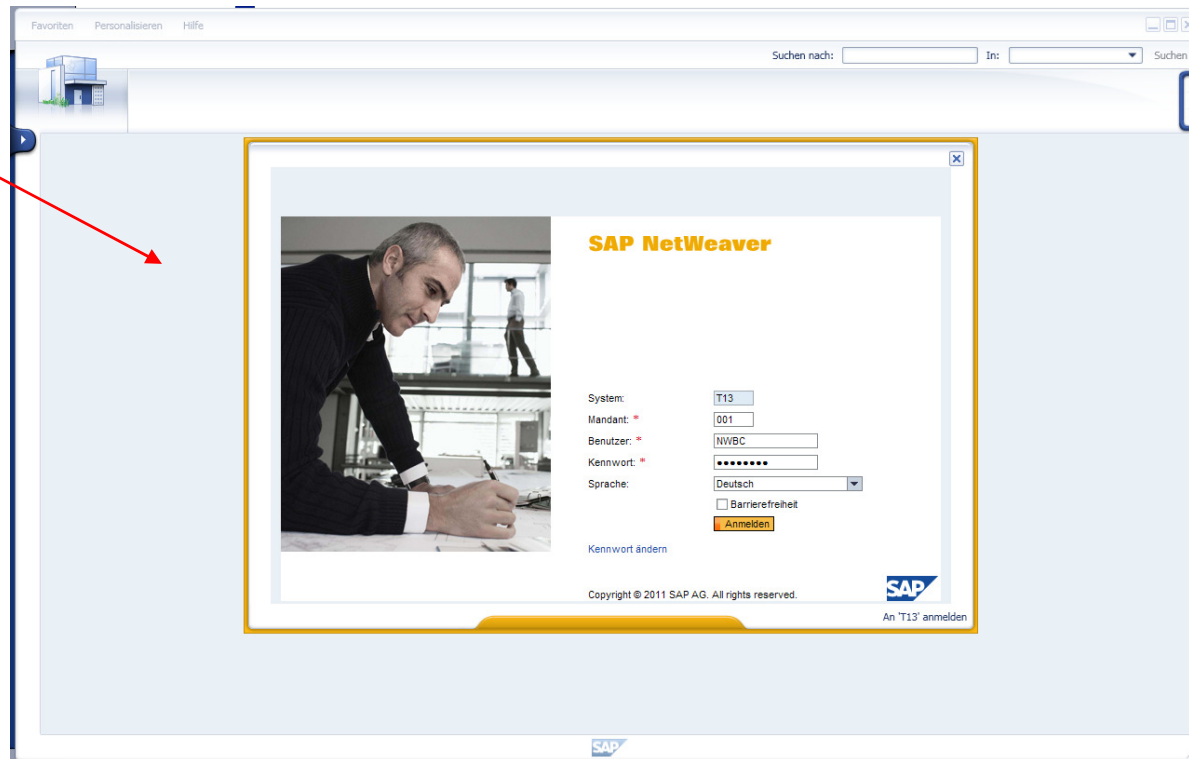 Favoriten Personalisieren Hilfe
Suchen nach: In: Suchen
SAP NetWeaver
System: T13
Mandant: * 001
Benutzer: * NWBC
Kennwort: * ••••••••
Sprache: Deutsch
Barrierefreiheit
Anmelden
Kennwort ändern
Copyright © 2011 SAP AG. All rights reserved.
SAP
An 'T13' anmelden
SAP